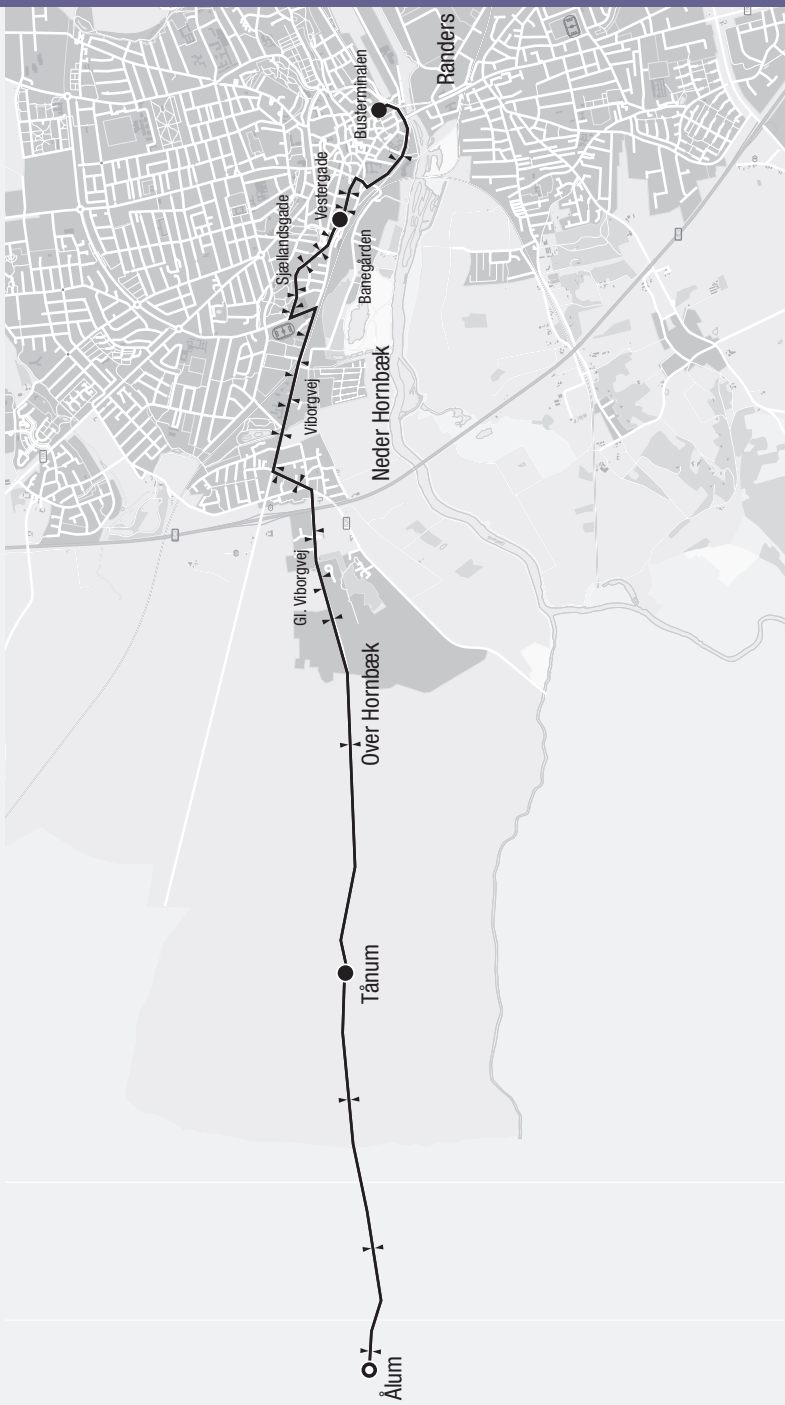 Ålum
Tånum
Over Hornbæk
Gl. Viborgvej
Neder Hornbæk
Viborgvej
Sjællandsgade
Banegården
Vestergade
Busterminalen
Randers